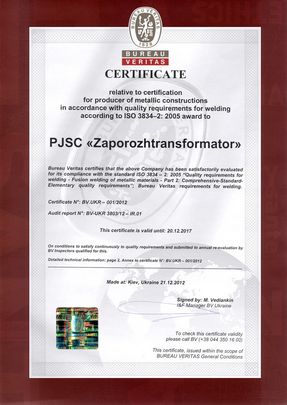 BUREAU
VERITAS
CERTIFICATE
relative to certification
for producer of metallic constructions
in accordance with quality requirements for welding
according to ISO 3834–2: 2005 award to
PJSC «Zaporozhtransformator»
Bureau Veritas certifies that the above Company has been satisfactorily evaluated
for its compliance with the standard ISO 3834 - 2: 2005 "Quality requirements for
welding - Fusion welding of metallic materials - Part 2: Comprehensive-Standard-
Elementary quality requirements"; Bureau Veritas requirements for welding.
Certificate N°: BV.UKR – 001/2012
Audit report N°: BV-UKR 3803/12 – IR.01
This certificate is valid until: 20.12.2017
On conditions to satisfy continuously to quality requirements and submitted to annual re-evaluation by
BV Inspectors qualified for this.
Detailed technical information: page 2, Annex to certificate N°: BV.UKR – 001/2012
Made at: Kiev, Ukraine 21.12.2012
Signed by: M. Vediankin
I&F Manager BV Ukraine
To check this certificate validity
please call BV (+38 044 350 16 00)
This certificate, issued within the scope of
BUREAU VERITAS General Conditions